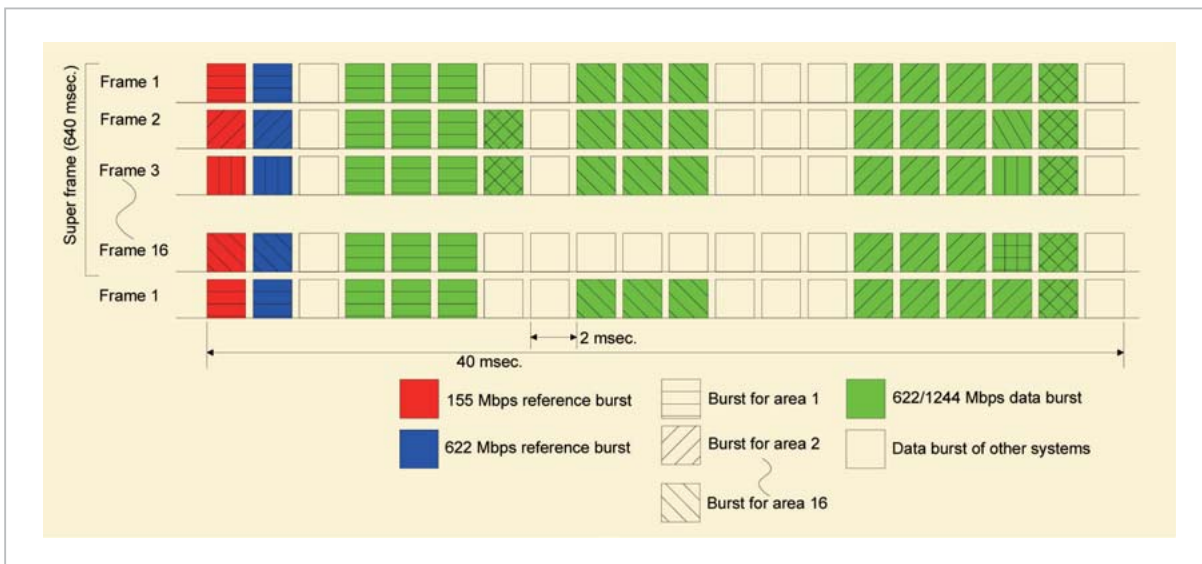 Super frame (640 msec.)
Frame 1
Frame 2
Frame 3
Frame 16
Frame 1
2 msec.
40 msec.
155 Mbps reference burst
622 Mbps reference burst
Burst for area 1
Burst for area 2
Burst for area 16
622/1244 Mbps data burst
Data burst of other systems